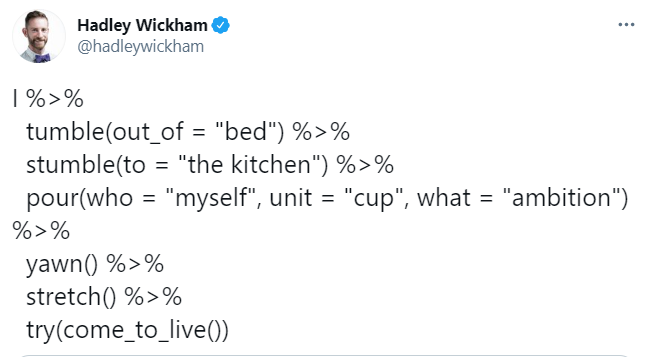 Hadley Wickham
@hadleywickham
I %>%
tumble(out_of = "bed") %>%
stumble(to = "the kitchen") %>%
pour(who = "myself", unit = "cup", what = "ambition")
%>%
yawn() %>%
stretch() %>%
try(come_to_live())